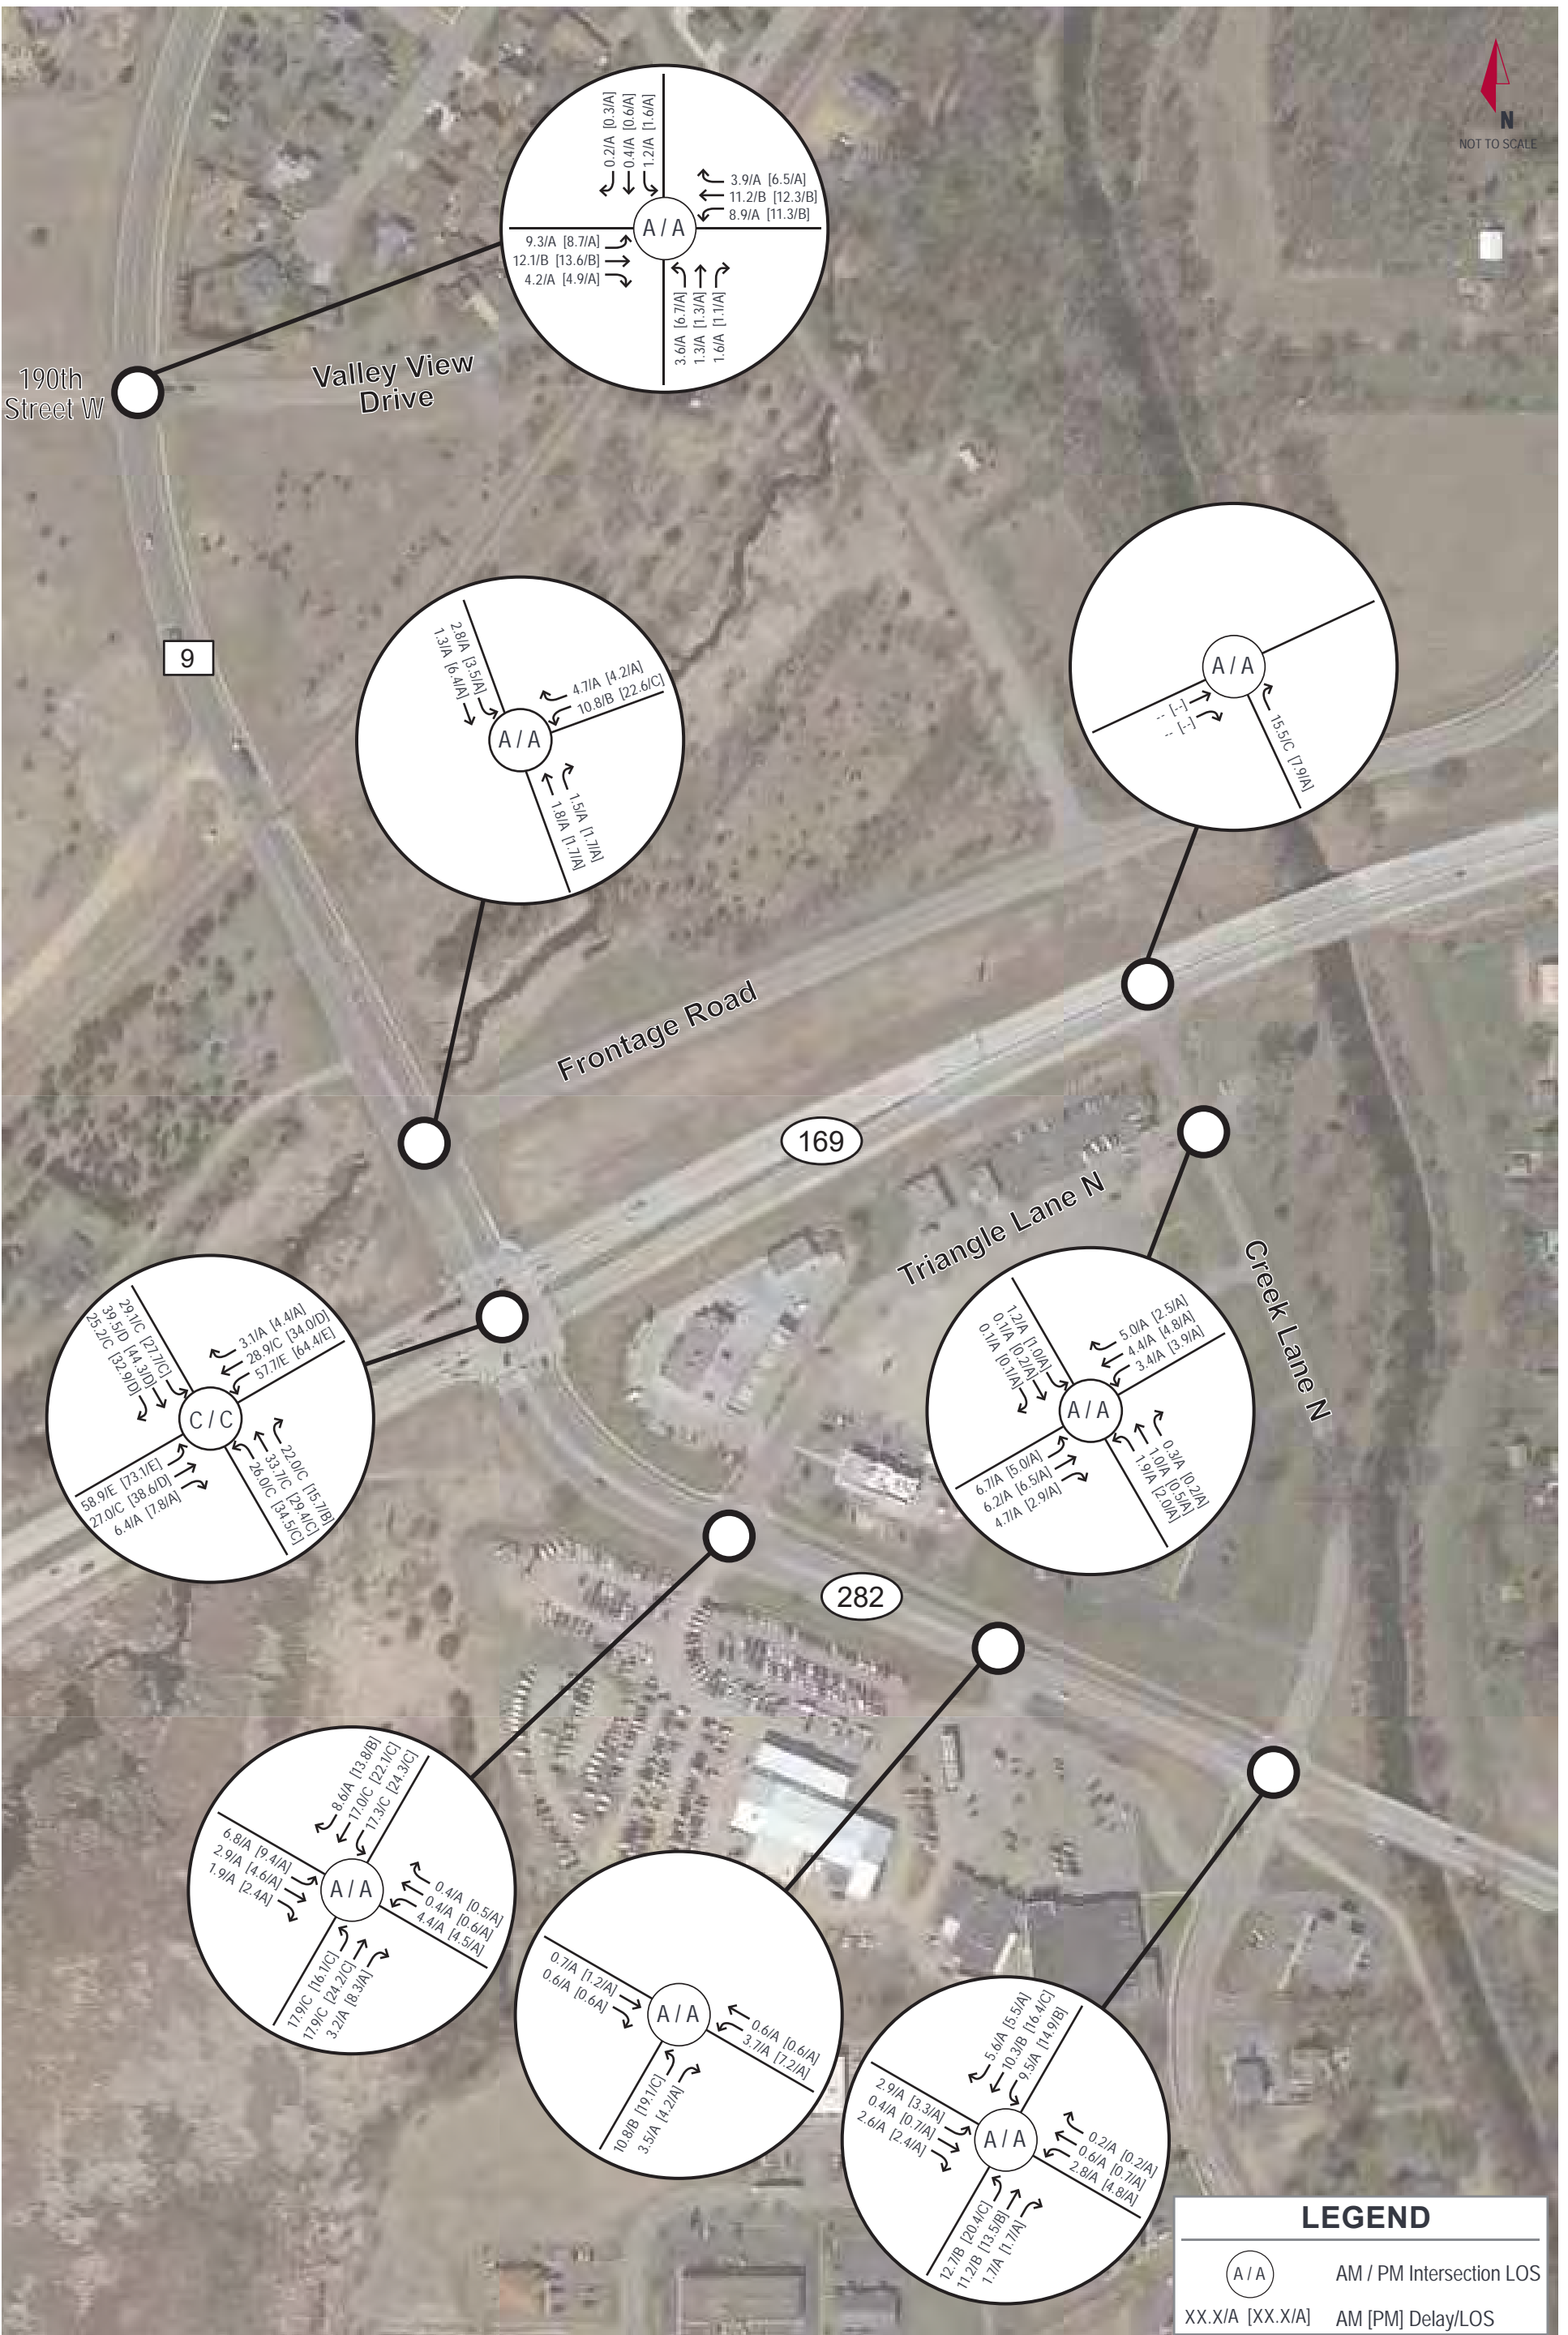 N
NOT TO SCALE
0.2/A [0.3/A]
0.4/A [0.6/A]
1.2/A [1.6/A]
3.9/A [6.5/A]
11.2/B [12.3/B]
8.9/A [11.3/B]
A / A
9.3/A [8.7/A]
12.1/B [13.6/B]
4.2/A [4.9/A]
3.6/A [6.7/A]
1.3/A [1.3/A]
1.6/A [1.1/A]
190th
Street W
Valley View
Drive
9
2.8/A [3.5/A]
1.3/A [6.4/A]
4.7/A [4.2/A]
10.8/B [22.6/C]
A / A
1.5/A [1.7/A]
1.8/A [1.7/A]
A / A
-- [--]
-- [--]
15.5/C [7.9/A]
Frontage Road
169
Triangle Lane N
Creek Lane N
29.1/C [27.7/C]
39.5/D [44.3/D]
25.2/C [32.9/D]
3.1/A [4.4/A]
28.9/C [34.0/D]
57.7/E [64.4/E]
C / C
58.9/E [73.1/E]
27.0/C [38.6/D]
6.4/A [7.8/A]
22.0/C [15.7/B]
33.7/C [29.4/C]
26.0/C [34.5/C]
1.2/A [1.0/A]
0.1/A [0.2/A]
0.1/A [0.1/A]
5.0/A [2.5/A]
4.4/A [4.8/A]
3.4/A [3.9/A]
A / A
6.7/A [5.0/A]
6.2/A [6.5/A]
4.7/A [2.9/A]
0.3/A [0.2/A]
1.0/A [0.5/A]
1.9/A [2.0/A]
282
8.6/A [13.8/B]
17.0/C [22.1/C]
17.3/C [24.3/C]
6.8/A [9.4/A]
2.9/A [4.6/A]
1.9/A [2.4A]
A / A
0.4/A [0.5/A]
0.4/A [0.6/A]
4.4/A [4.5/A]
17.9/C [16.1/C]
17.9/C [24.2/C]
3.2/A [8.3/A]
0.7/A [1.2/A]
0.6/A [0.6A]
A / A
0.6/A [0.6/A]
3.7/A [7.2/A]
10.8/B [19.1/C]
3.5/A [4.2/A]
5.6/A [5.5/A]
10.3/B [16.4/C]
9.5/A [14.9/B]
2.9/A [3.3/A]
0.4/A [0.7/A]
2.6/A [2.4/A]
A / A
0.2/A [0.2/A]
0.6/A [0.7/A]
2.8/A [4.8/A]
12.7/B [20.4/C]
11.2/B [13.5/B]
1.7/A [1.7/A]
LEGEND
A / A AM / PM Intersection LOS
XX.X/A [XX.X/A] AM [PM] Delay/LOS